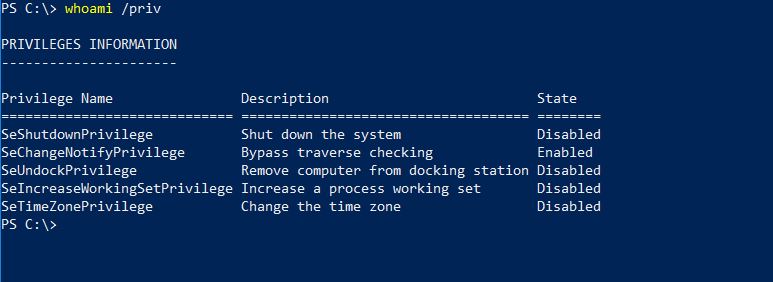 PS C:\> whoami /priv
PRIVILEGES INFORMATION
----------------------
Privilege Name                Description                          State
============================= ==================================== ========
SeShutdownPrivilege           Shut down the system                 Disabled
SeChangeNotifyPrivilege       Bypass traverse checking             Enabled
SeUndockPrivilege             Remove computer from docking station Disabled
SeIncreaseWorkingSetPrivilege Increase a process working set       Disabled
SeTimeZonePrivilege           Change the time zone                 Disabled
PS C:\>